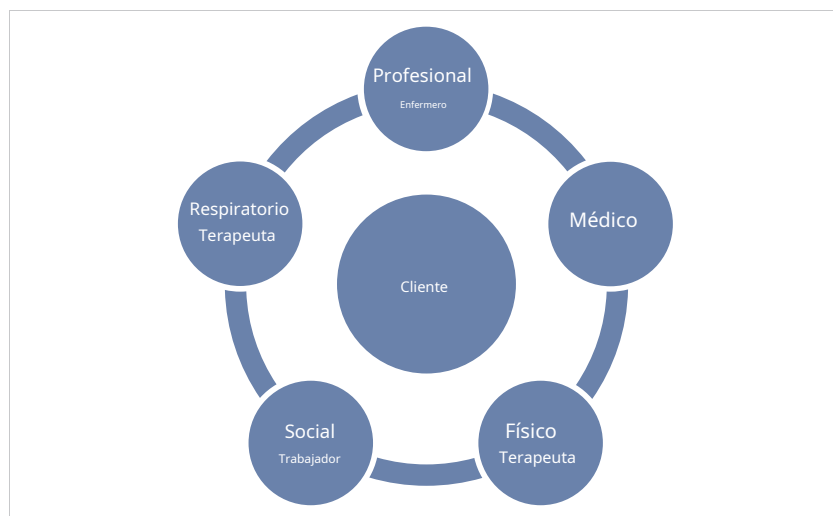 Profesional
Enfermero
Médico
Respiratorio
Terapeuta
Cliente
Social
Trabajador
Físico
Terapeuta